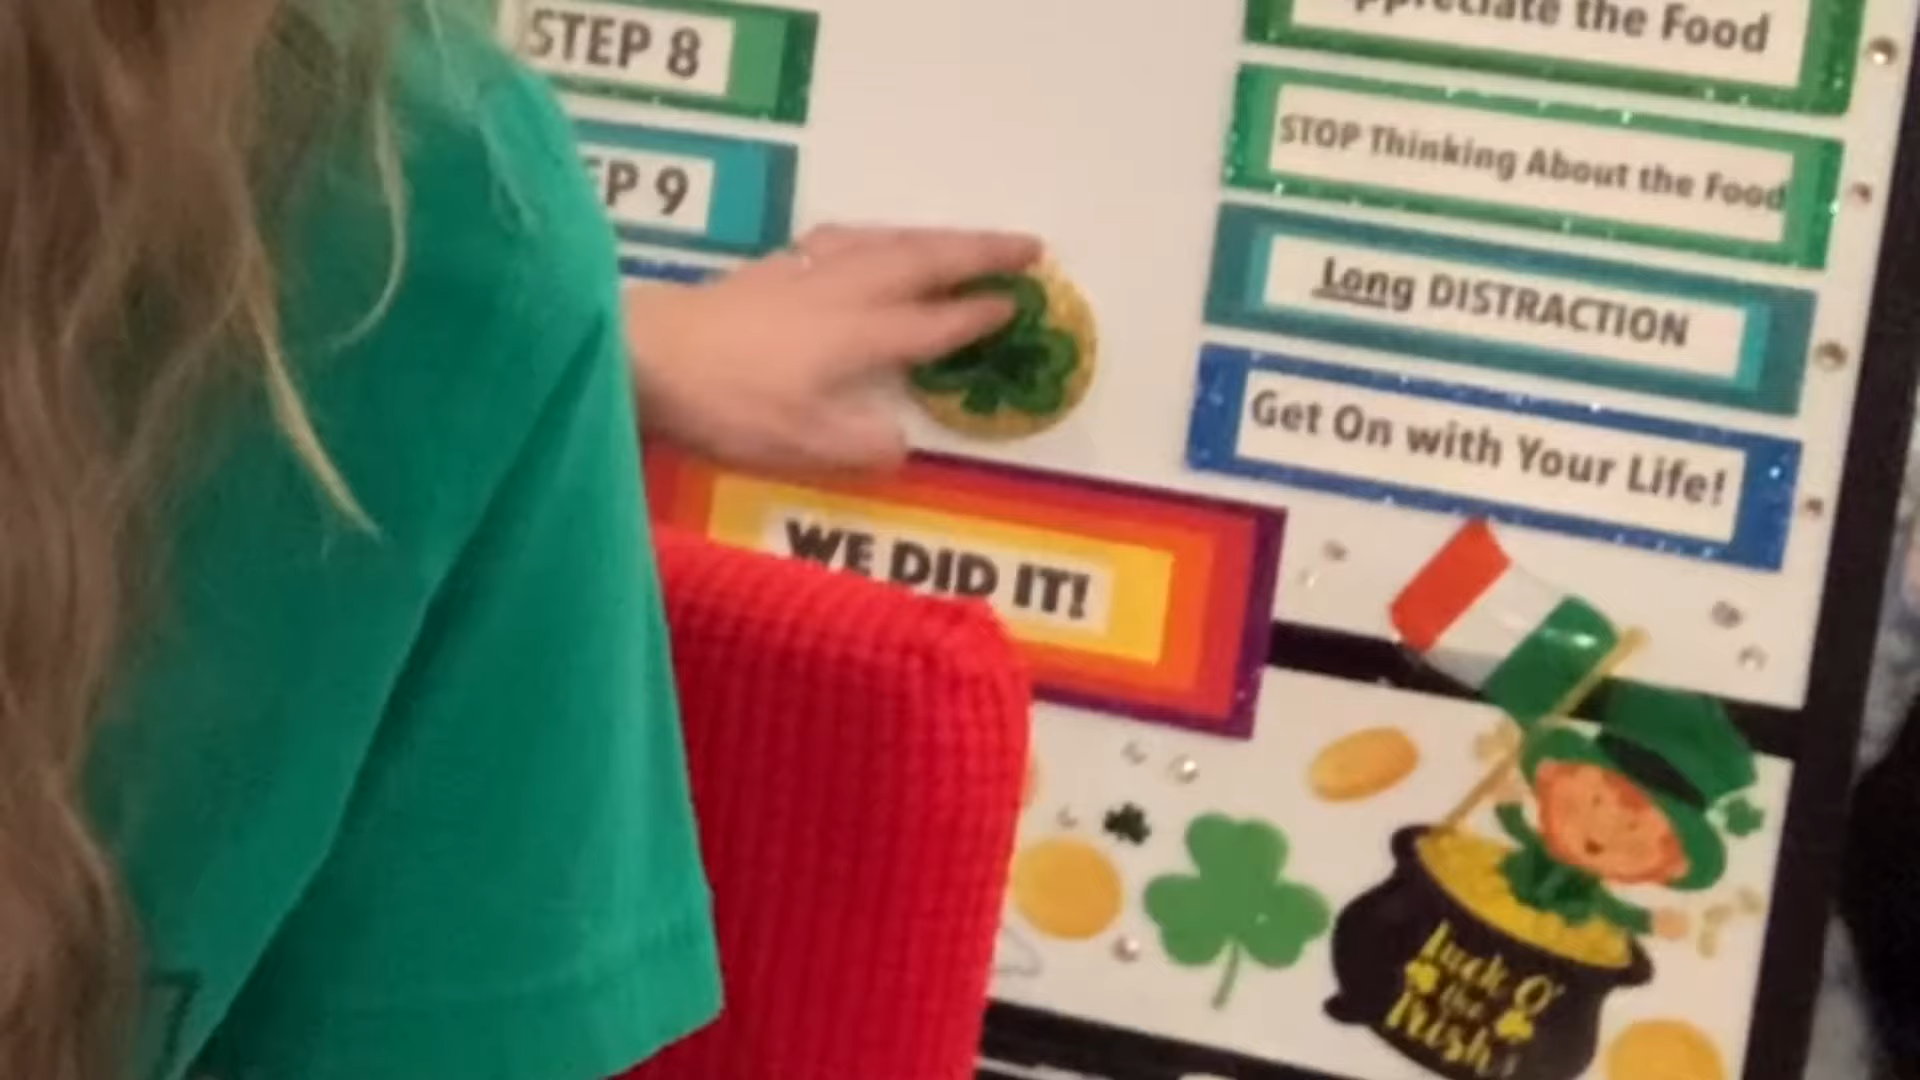 STEP 8
EP 9
ppreciate the Food
STOP Thinking About the Food
Long DISTRACTION
Get On with Your Life!
WE DID IT!
Luck O'
the
Irish